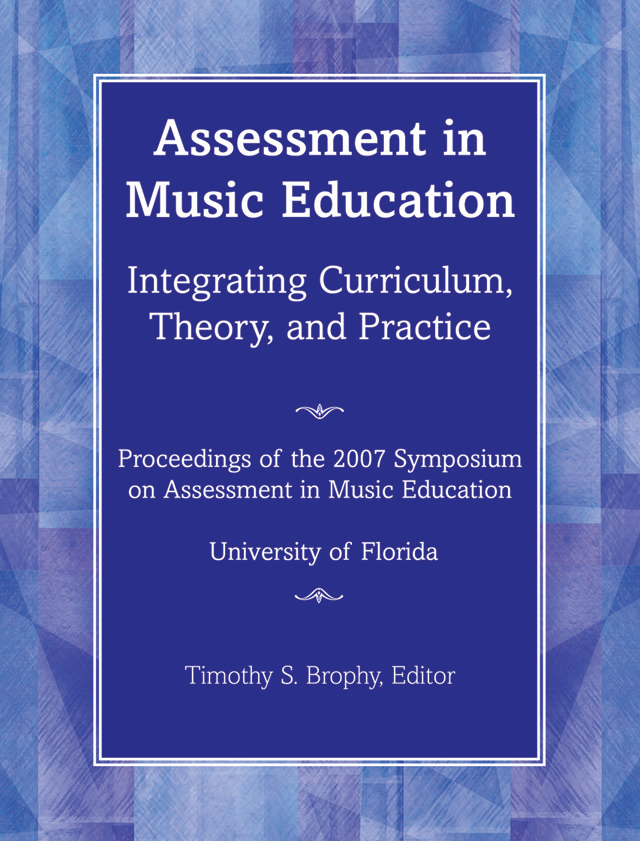 Assessment in
Music Education
Integrating Curriculum,
Theory, and Practice
Proceedings of the 2007 Symposium
on Assessment in Music Education
University of Florida
Timothy S. Brophy, Editor